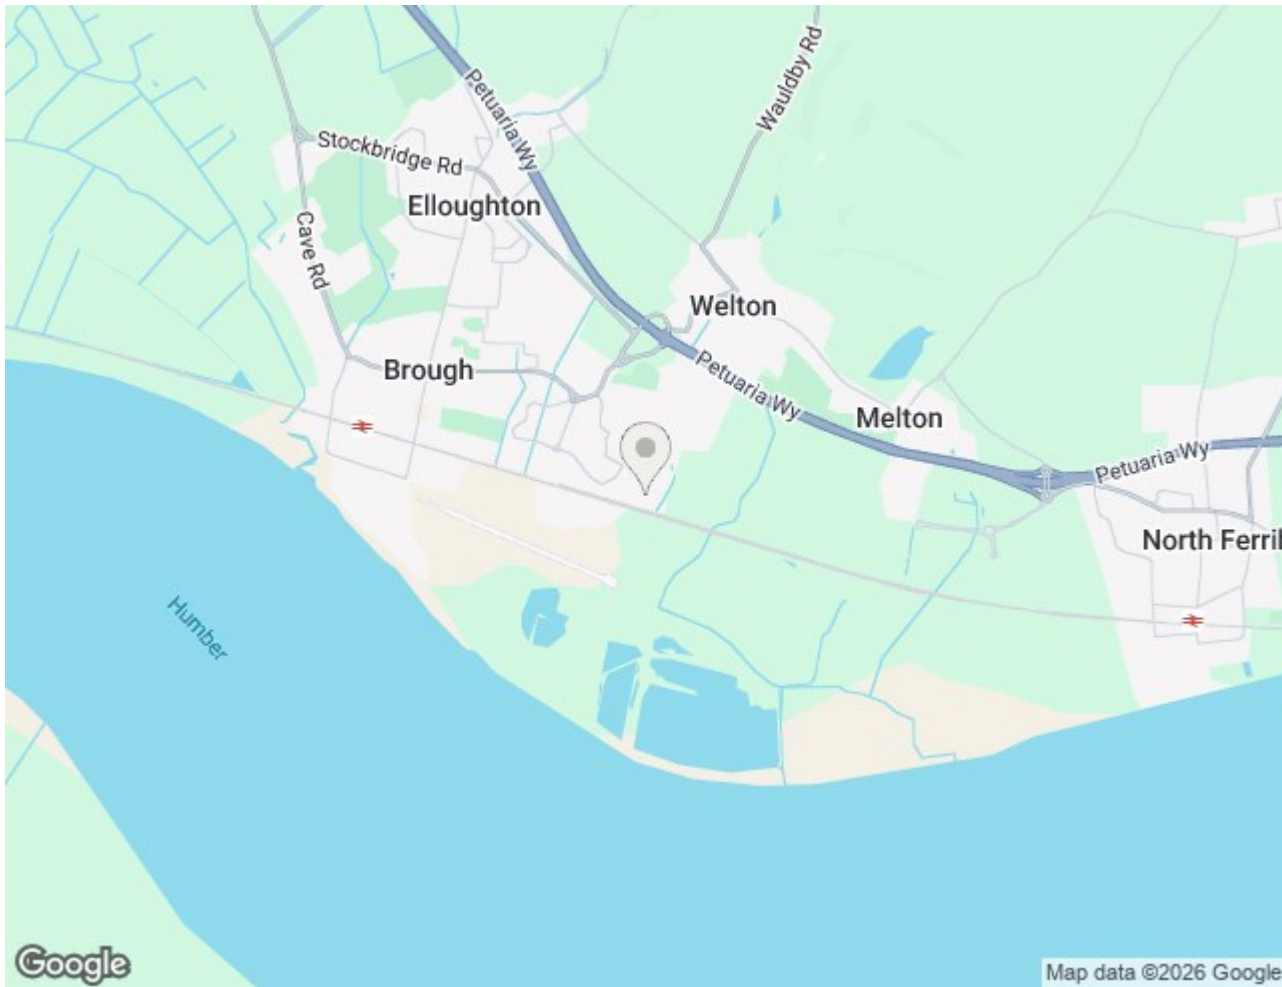 Petuaria Wy
Wauldby Rd
Stockbridge Rd
Elloughton
Cave Rd
Welton
Brough
Petuaria Wy
Melton
Petuaria Wy
North Ferrib
Humber
Google
Map data ©2026 Google